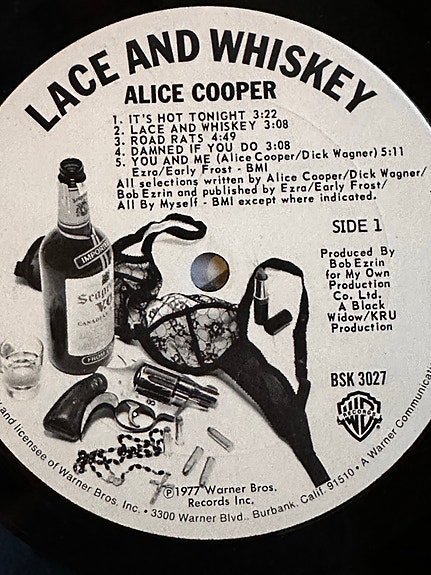 LACE AND WHISKEY
ALICE COOPER
1. IT'S HOT TONIGHT 3:22
2. LACE AND WHISKEY 3:08
3. ROAD RATS 4:49
4. DAMNED IF YOU DO 3:08
5. YOU AND ME (Alice Cooper/Dick Wagner) 5:11
Ezra/Early Frost - BMI
All selections written by Alice Cooper/Dick Wagner/
Bob Ezrin and published by Ezra/Early Frost/
All By Myself - BMI except where indicated.
SIDE 1
Produced By
Bob Ezrin
for My Own
Production
Co. Ltd.
A Black
Widow/KRU
Production
BSK 3027
WB
RECORDS
IMPORTED
Seagram's
V.O.
CANADIAN
℗1977 Warner Bros.
Records Inc.
and licensee of Warner Bros. Inc. • 3300 Warner Blvd., Burbank, Calif. 91510 • A Warner Communicati